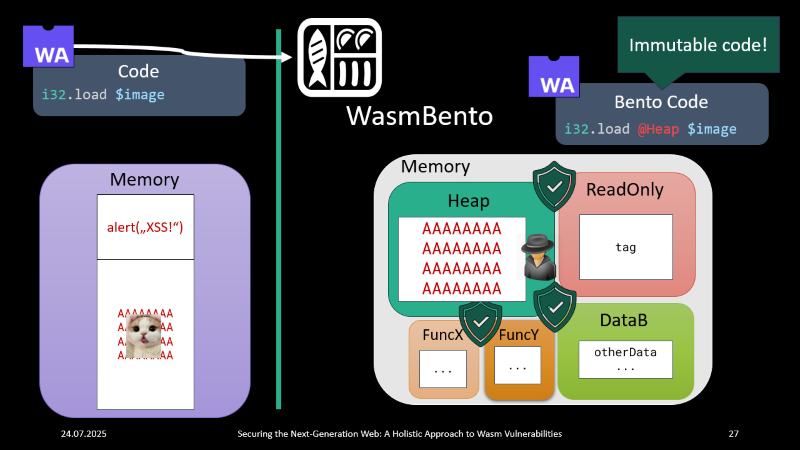 WA
Code
i32.load $image
Memory
alert(„XSS!“)
AAAAAAAA
AAAAAAAA
AAAAAAAA
AAAAAAAA
WasmBento
Immutable code!
WA
Bento Code
i32.load @Heap $image
Memory
Heap
AAAAAAAA
AAAAAAAA
AAAAAAAA
AAAAAAAA
ReadOnly
tag
FuncX
...
FuncY
...
DataB
otherData
...
24.07.2025
Securing the Next-Generation Web: A Holistic Approach to Wasm Vulnerabilities
27